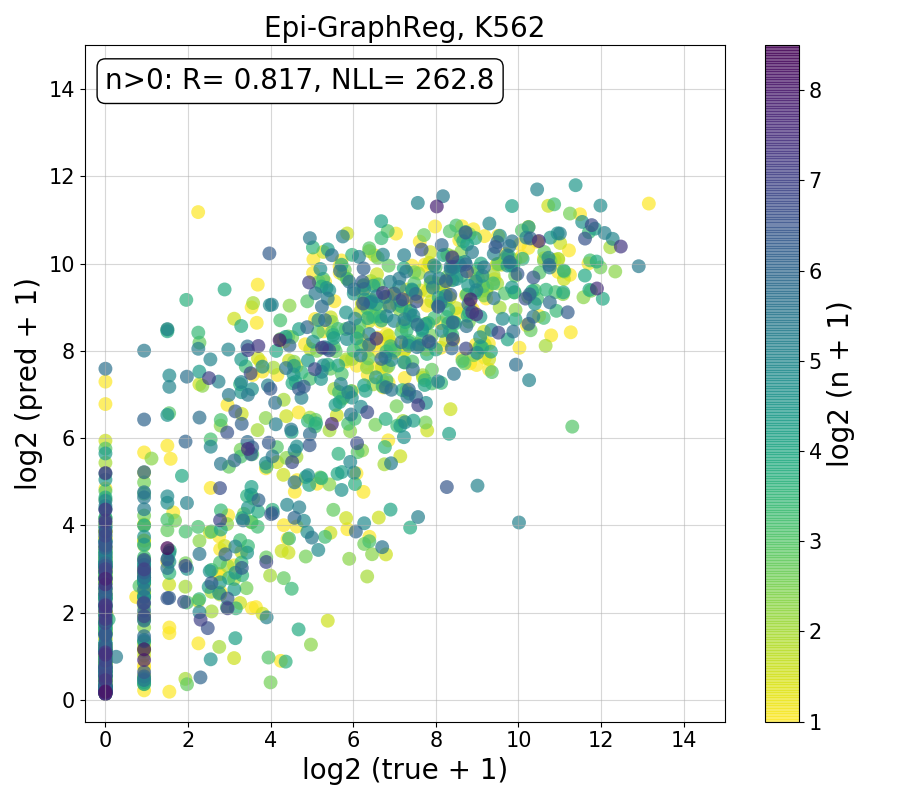 Epi-GraphReg, K562
n>0: R= 0.817, NLL= 262.8
log2 (pred + 1)
14
12
10
8
6
4
2
0
0 2 4 6 8 10 12 14
log2 (true + 1)
8
7
6
5
4
3
2
1
log2 (n + 1)